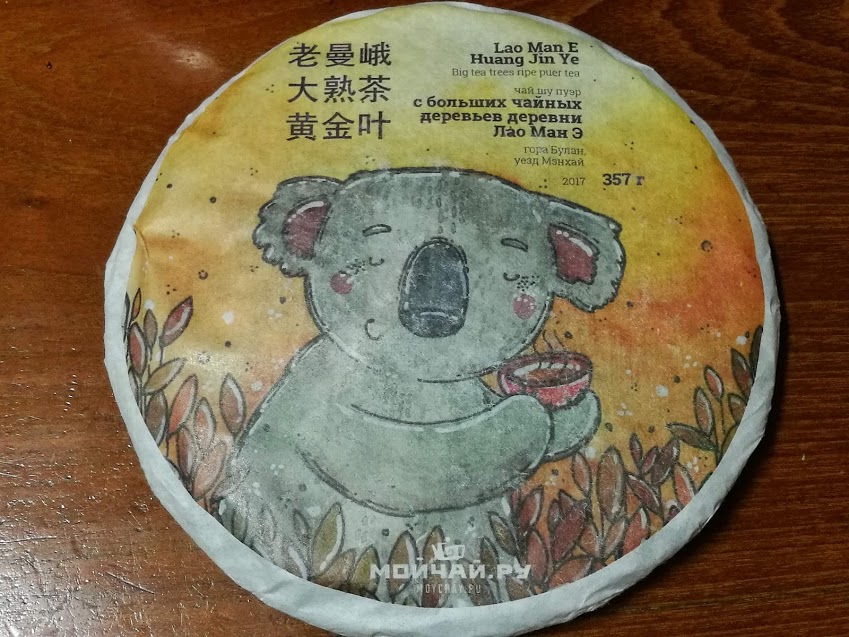 老曼峨
大熟茶
黄金叶
Lao Man E
Huang Jin Ye
Big tea trees ripe puer tea
чай шу пуэр
с больших чайных
деревьев деревни
Лао Ман Э
гора Булан,
уезд Мэнхай
2017 357 г
МОЙЧАЙ.РУ
MOYCHAY.RU